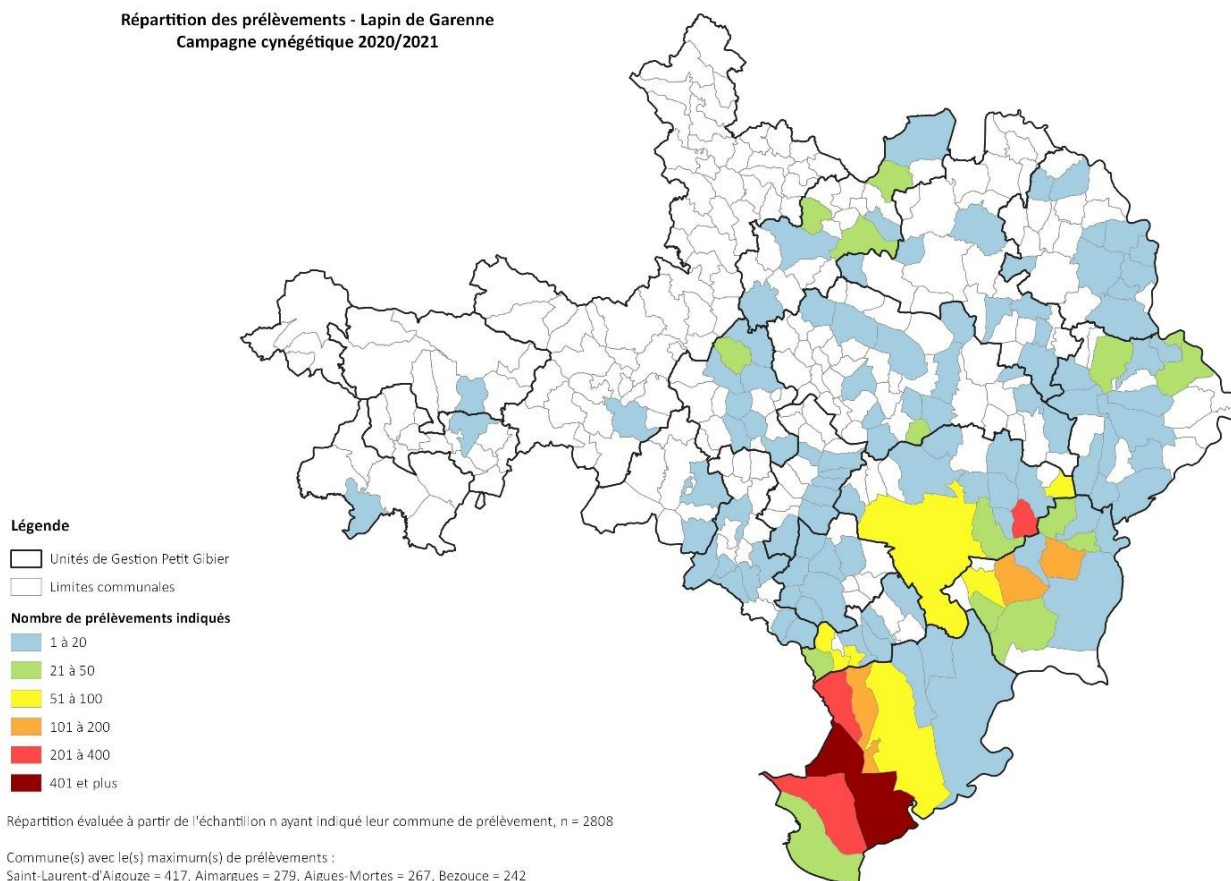 Répartition des prélèvements - Lapin de Garenne
Campagne cynégétique 2020/2021
Légende
Unités de Gestion Petit Gibier
Limites communales
Nombre de prélèvements indiqués
1 à 20
21 à 50
51 à 100
101 à 200
201 à 400
401 et plus
Répartition évaluée à partir de l'échantillon n ayant indiqué leur commune de prélèvement, n = 2808
Commune(s) avec le(s) maximum(s) de prélèvements :
Saint-Laurent-d'Aigouze = 417, Aimargues = 279, Aigues-Mortes = 267, Bezouce = 242